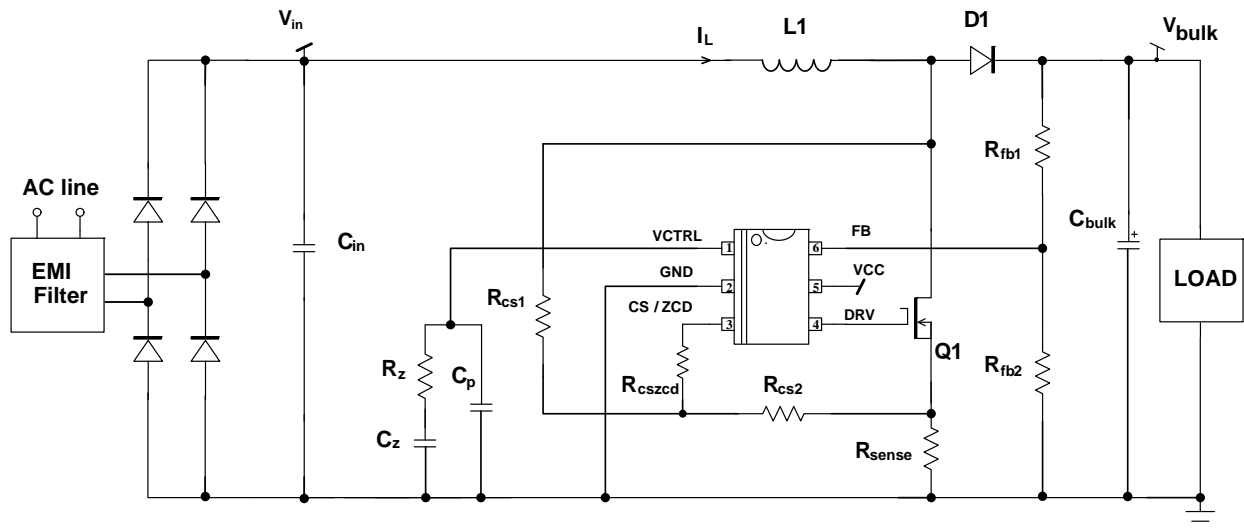 Vin
IL
L1
D1
Vbulk
Rfb1
AC line
EMI
Filter
Cin
VCTRL
GND
CS / ZCD
1
2
3
6
5
4
FB
VCC
DRV
Cbulk
+
LOAD
Rcs1
Q1
Rz
Cp
Rcszcd
Rcs2
Rfb2
Cz
Rsense